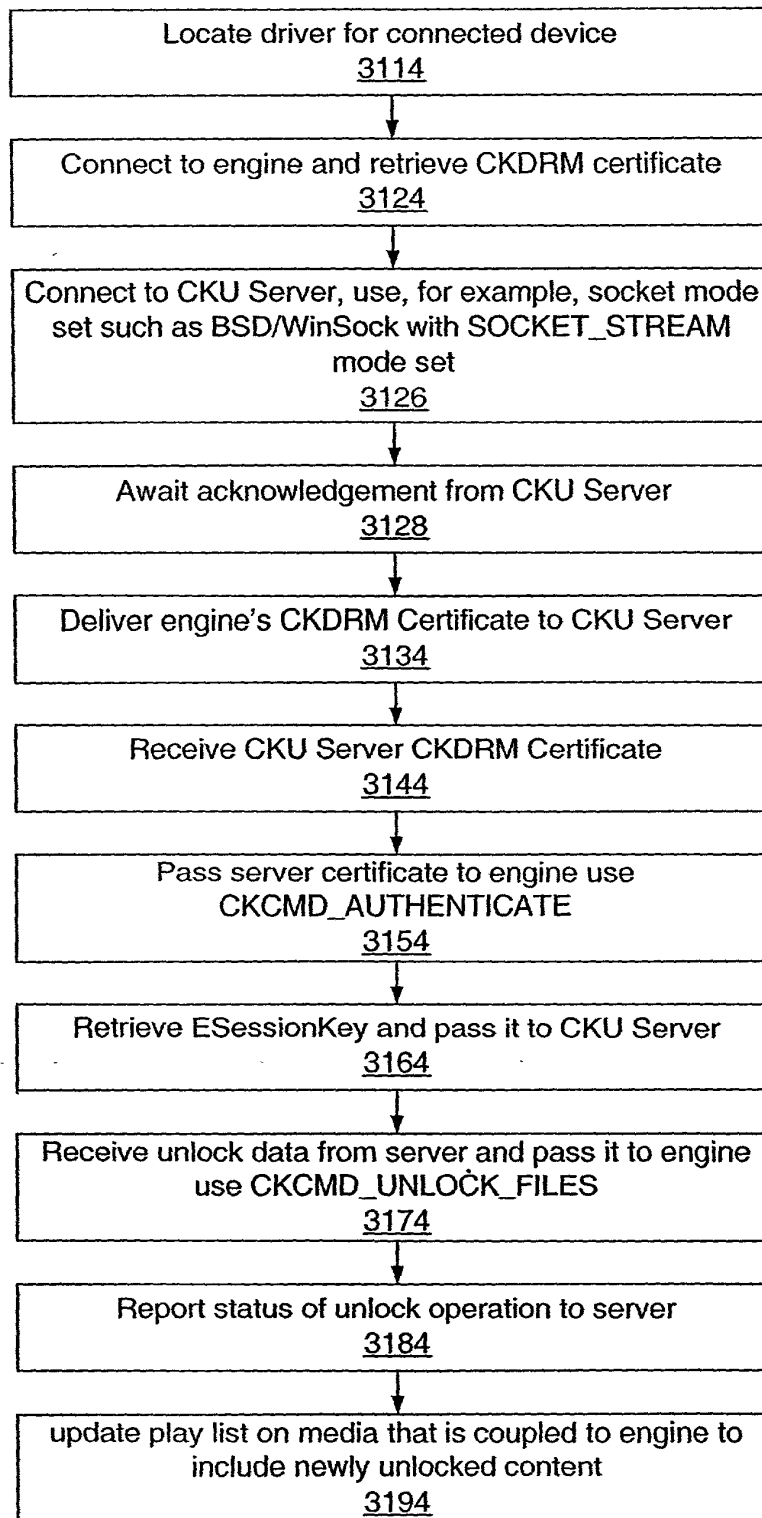 Locate driver for connected device
3114
Connect to engine and retrieve CKDRM certificate
3124
Connect to CKU Server, use, for example, socket mode
set such as BSD/WinSock with SOCKET_STREAM
mode set
3126
Await acknowledgement from CKU Server
3128
Deliver engine's CKDRM Certificate to CKU Server
3134
Receive CKU Server CKDRM Certificate
3144
Pass server certificate to engine use
CKCMD_AUTHENTICATE
3154
Retrieve ESessionKey and pass it to CKU Server
3164
Receive unlock data from server and pass it to engine
use CKCMD_UNLOCK_FILES
3174
Report status of unlock operation to server
3184
update play list on media that is coupled to engine to
include newly unlocked content
3194